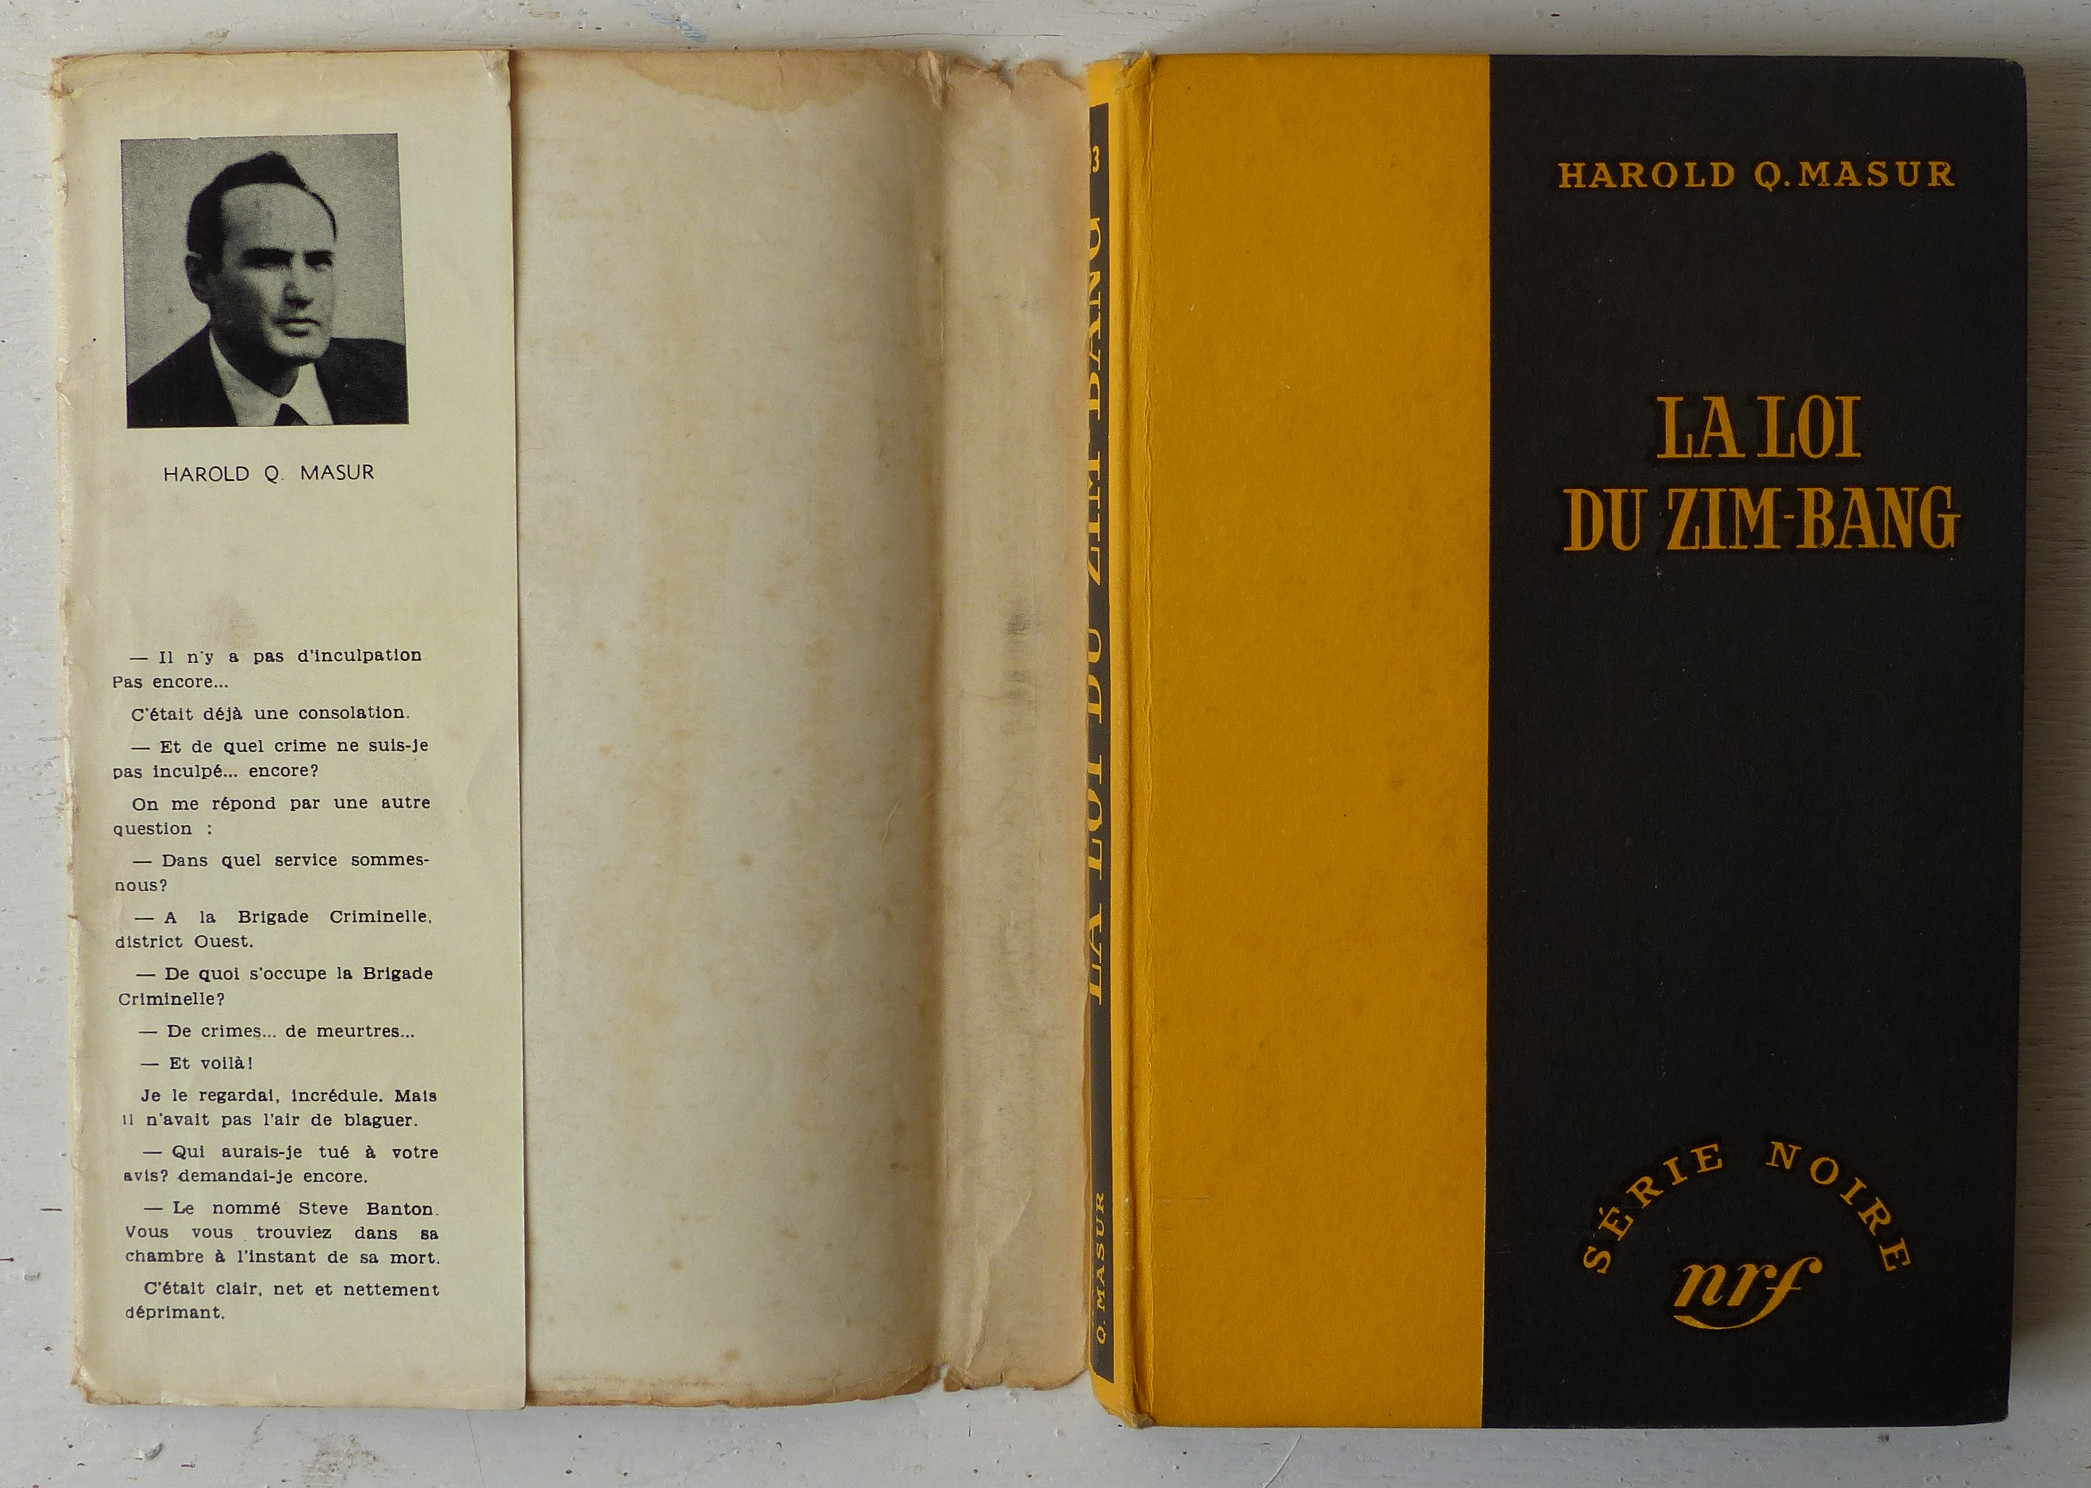 HAROLD Q. MASUR
— Il n'y a pas d'inculpation
Pas encore...
C'était déjà une consolation.
— Et de quel crime ne suis-je
pas inculpé... encore?
On me répond par une autre
question :
— Dans quel service sommes-
nous?
— A la Brigade Criminelle,
district Ouest.
— De quoi s'occupe la Brigade
Criminelle?
— De crimes... de meurtres...
— Et voilà!
Je le regardai, incrédule. Mais
il n'avait pas l'air de blaguer.
— Qui aurais-je tué à votre
avis? demandai-je encore.
— Le nommé Steve Banton.
Vous vous trouviez dans sa
chambre à l'instant de sa mort.
C'était clair, net et nettement
déprimant.
3
LA LOI DU ZIM-BANG
Q. MASUR
HAROLD Q. MASUR
LA LOI
DU ZIM-BANG
SÉRIE NOIRE
nrf